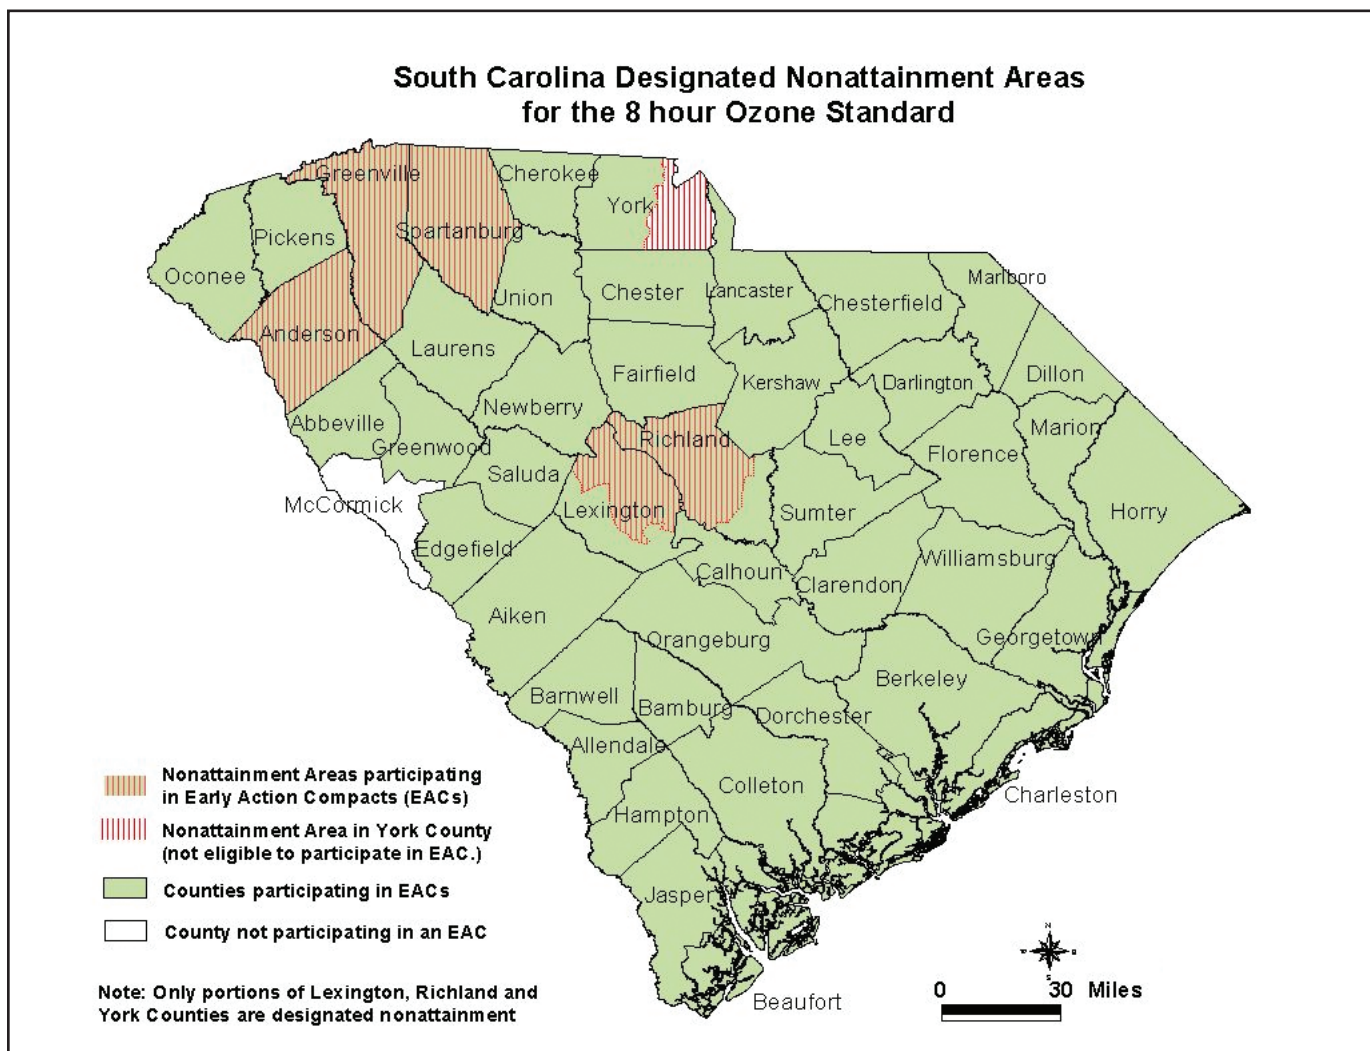 South Carolina Designated Nonattainment Areas
for the 8 hour Ozone Standard
Greenville
Cherokee
York
Spartanburg
Pickens
Oconee
Union
Chester
Lancaster
Chesterfield
Marlboro
Anderson
Laurens
Fairfield
Kershaw
Darlington
Dillon
Abbeville
Newberry
Greenwood
Richland
Lee
Marion
Florence
Saluda
McCormick
Lexington
Sumter
Horry
Edgefield
Calhoun
Clarendon
Williamsburg
Aiken
Orangeburg
Georgetown
Barnwell
Bamburg
Dorchester
Berkeley
Allendale
Colleton
Charleston
Hampton
Jasper
Beaufort
Nonattainment Areas participating
in Early Action Compacts (EACs)
Nonattainment Area in York County
(not eligible to participate in EAC.)
Counties participating in EACs
County not participating in an EAC
Note: Only portions of Lexington, Richland and
York Counties are designated nonattainment
N
S
0 30 Miles